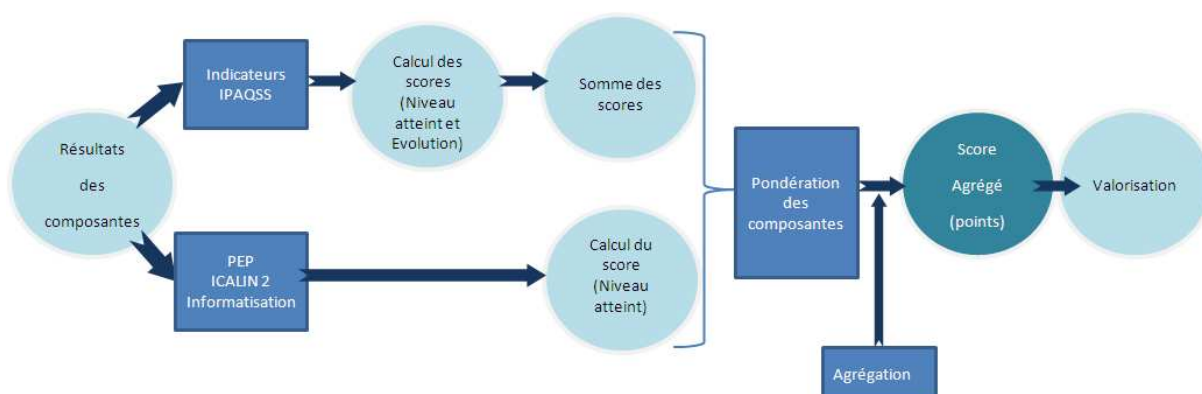 Résultats
des
composantes
Indicateurs
IPAQSS
Calcul des
scores
(Niveau
atteint et
Evolution)
Somme des
scores
PEP
ICALIN 2
Informatisation
Calcul du
score
(Niveau
atteint)
Pondération
des
composantes
Agrégation
Score
Agrégé
(points)
Valorisation